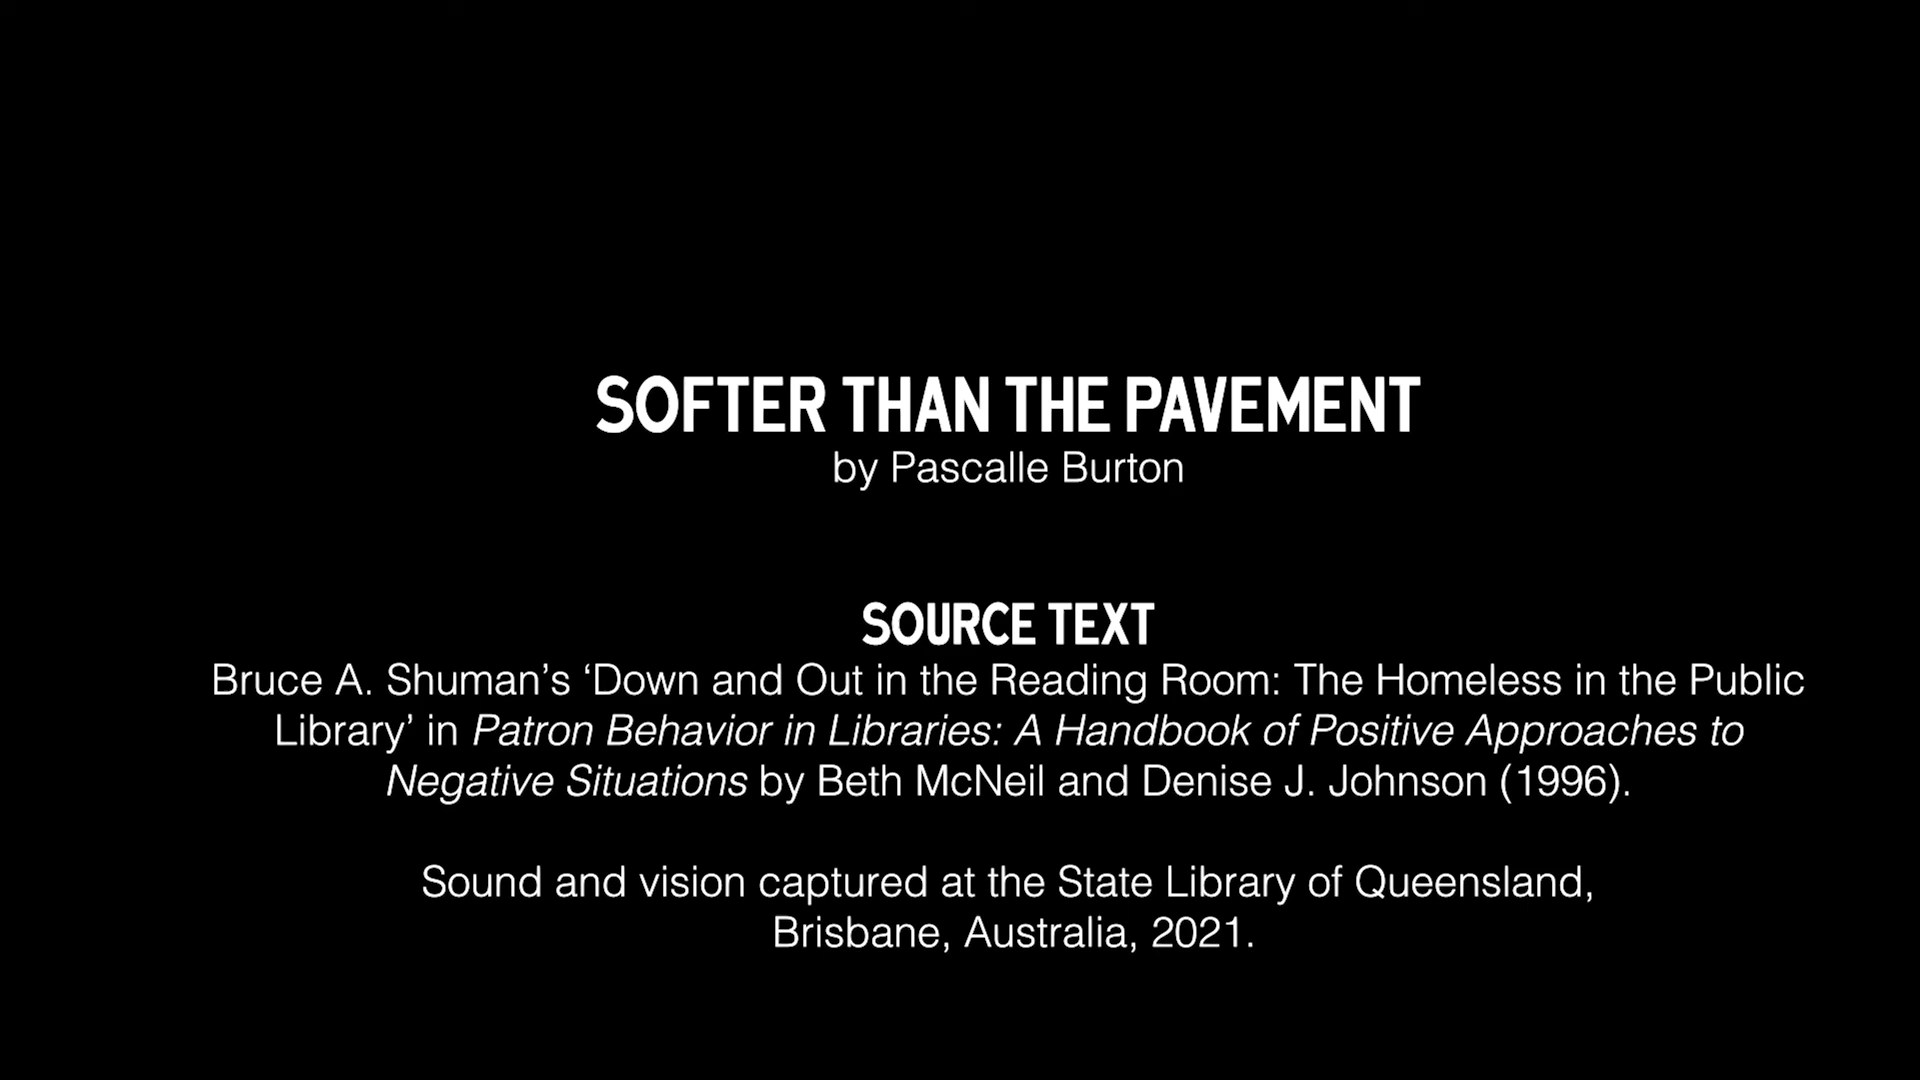 SOFTER THAN THE PAVEMENT
by Pascalle Burton
SOURCE TEXT
Bruce A. Shuman’s ‘Down and Out in the Reading Room: The Homeless in the Public
Library’ in Patron Behavior in Libraries: A Handbook of Positive Approaches to
Negative Situations by Beth McNeil and Denise J. Johnson (1996).
Sound and vision captured at the State Library of Queensland,
Brisbane, Australia, 2021.